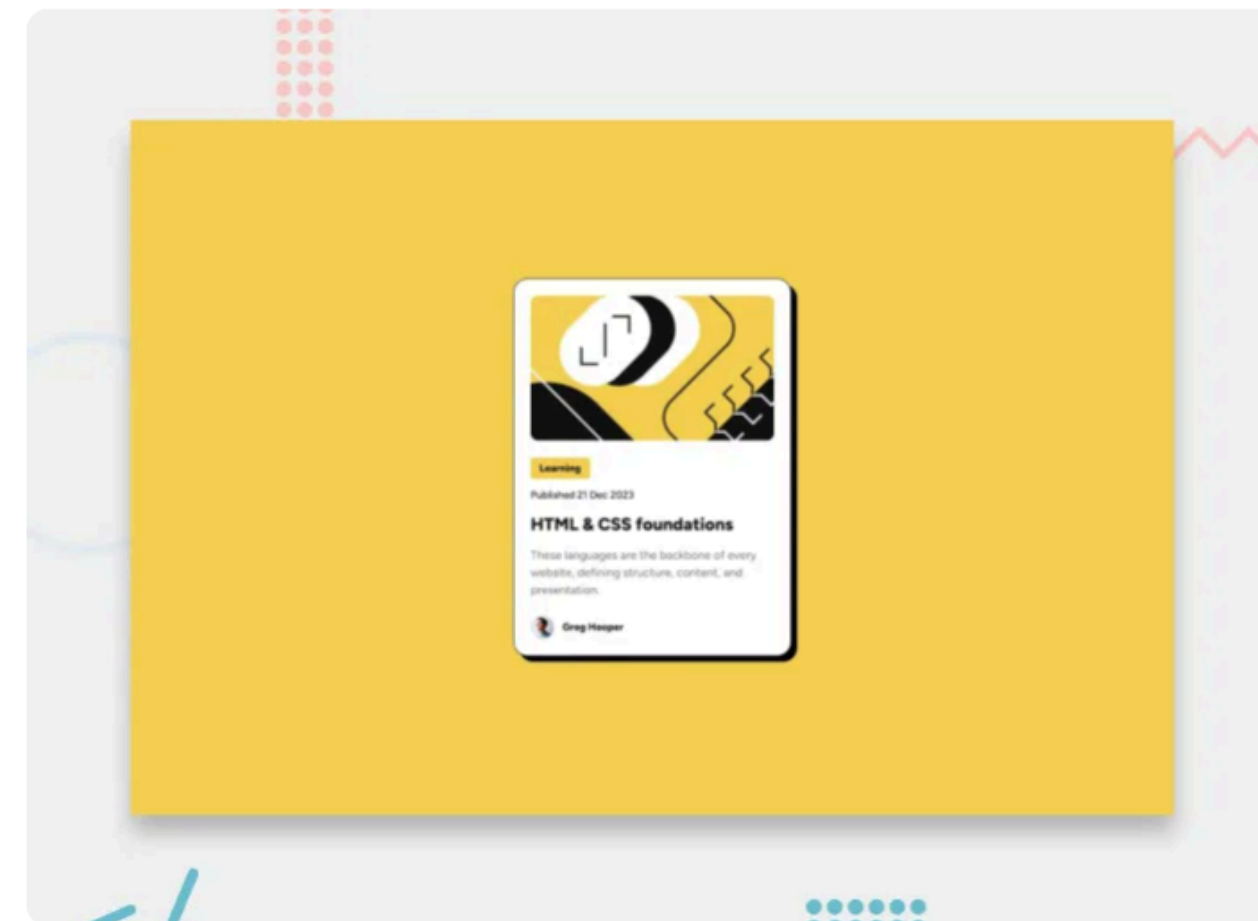 Learning
Published 21 Dec 2023
HTML & CSS foundations
These languages are the backbone of every
website, defining structure, content, and
presentation.
Greg Hooper